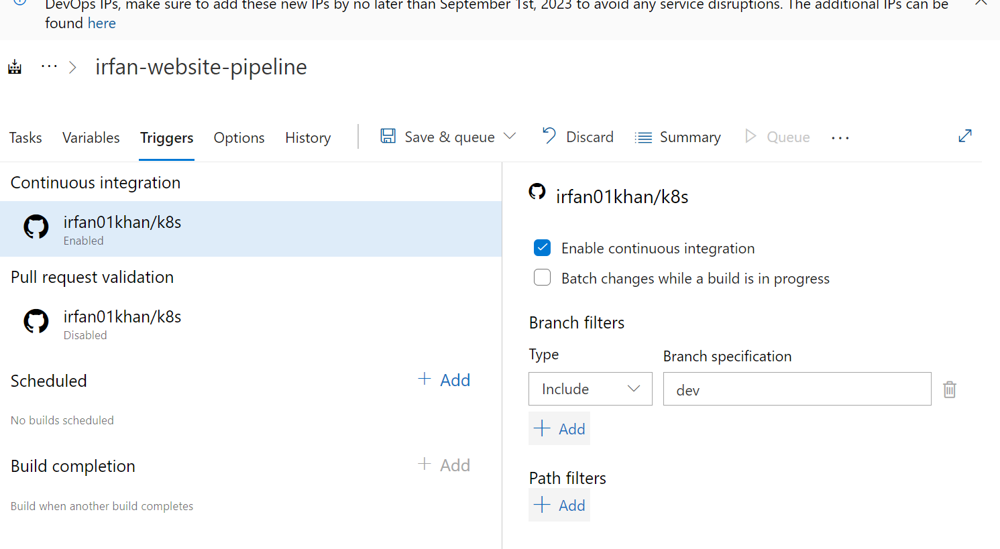 DevOps IPs, make sure to add these new IPs by no later than September 1st, 2023 to avoid any service disruptions. The additional IPs can be
found here
··· > irfan-website-pipeline
Tasks Variables Triggers Options History Save & queue Discard Summary Queue ···
Continuous integration
irfan01khan/k8s
Enabled
Pull request validation
irfan01khan/k8s
Disabled
Scheduled + Add
No builds scheduled
Build completion + Add
Build when another build completes
irfan01khan/k8s
Enable continuous integration
Batch changes while a build is in progress
Branch filters
Type Branch specification
Include dev
+ Add
Path filters
+ Add